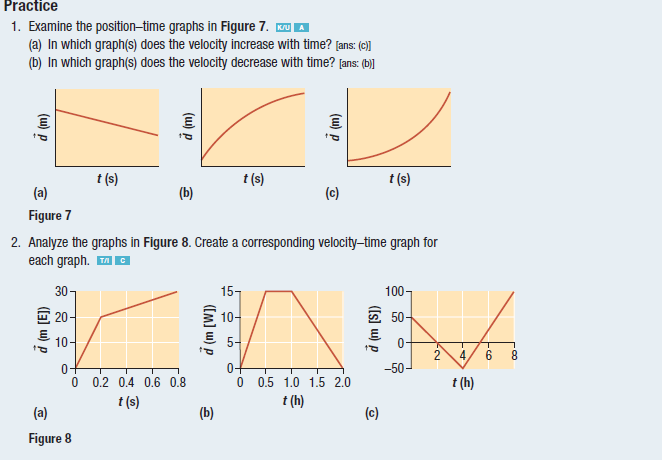 Practice
1. Examine the position–time graphs in Figure 7. K/U A
(a) In which graph(s) does the velocity increase with time? [ans: (c)]
(b) In which graph(s) does the velocity decrease with time? [ans: (b)]
d (m)
t (s)
(a)
d (m)
t (s)
(b)
d (m)
t (s)
(c)
Figure 7
2. Analyze the graphs in Figure 8. Create a corresponding velocity–time graph for
each graph. T/I C
d (m [E])
30
20
10
0
0 0.2 0.4 0.6 0.8
t (s)
(a)
d (m [W])
15
10
5
0
0 0.5 1.0 1.5 2.0
t (h)
(b)
d (m [S])
100
50
0
–50
2 4 6 8
t (h)
(c)
Figure 8